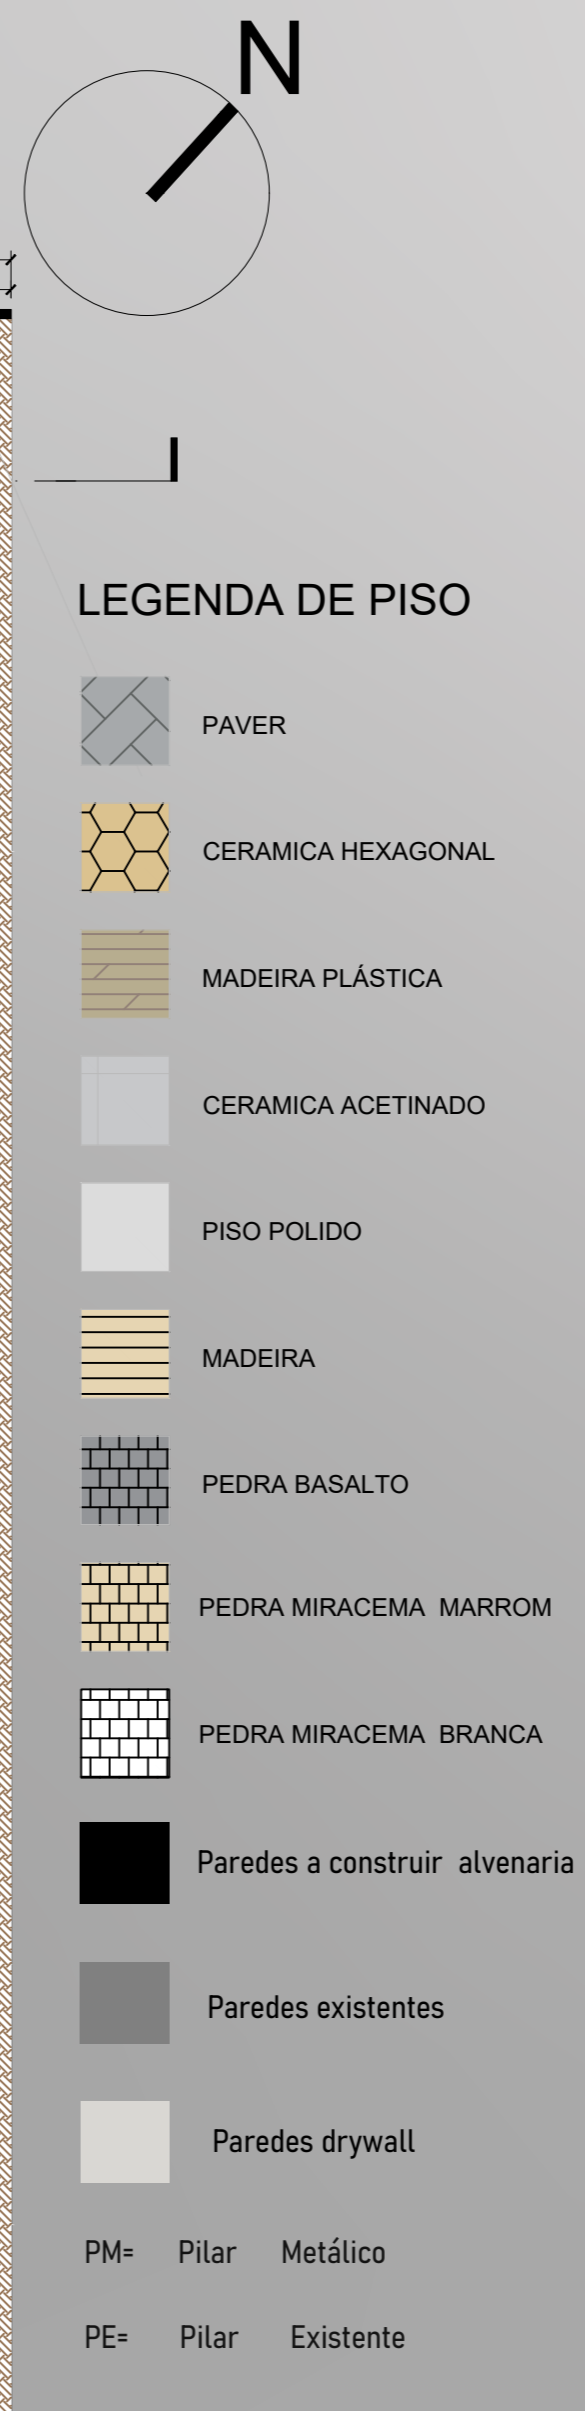 N
LEGENDA DE PISO
PAVER
CERAMICA HEXAGONAL
MADEIRA PLÁSTICA
CERAMICA ACETINADO
PISO POLIDO
MADEIRA
PEDRA BASALTO
PEDRA MIRACEMA MARROM
PEDRA MIRACEMA BRANCA
Paredes a construir alvenaria
Paredes existentes
Paredes drywall
PM= Pilar Metálico
PE= Pilar Existente